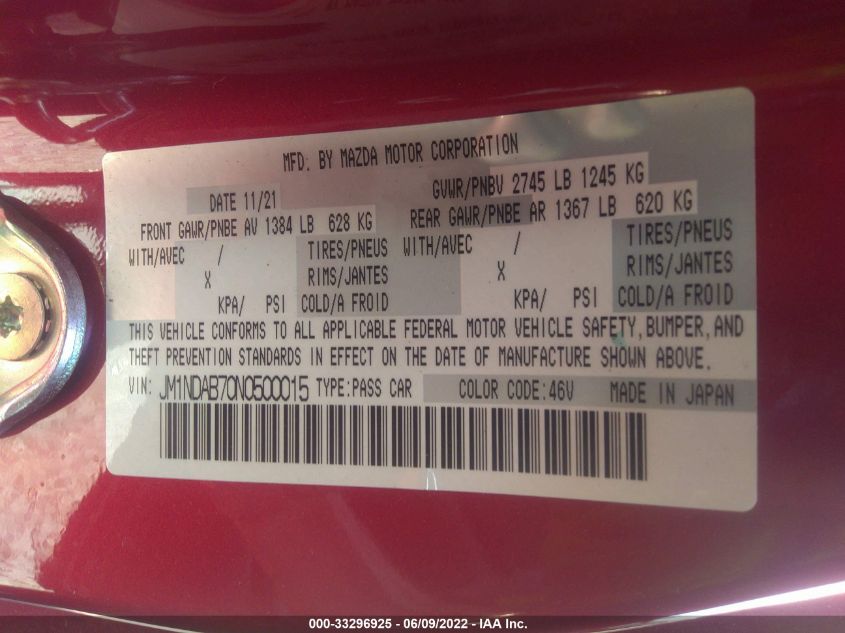 MFD. BY MAZDA MOTOR CORPORATION
DATE 11/21 GVWR/PNBV 2745 LB 1245 KG
FRONT GAWR/PNBE AV 1384 LB 628 KG REAR GAWR/PNBE AR 1367 LB 620 KG
WITH/AVEC / TIRES/PNEUS WITH/AVEC / TIRES/PNEUS
X RIMS/JANTES X RIMS/JANTES
KPA/ PSI COLD/A FROID KPA/ PSI COLD/A FROID
THIS VEHICLE CONFORMS TO ALL APPLICABLE FEDERAL MOTOR VEHICLE SAFETY, BUMPER, AND
THEFT PREVENTION STANDARDS IN EFFECT ON THE DATE OF MANUFACTURE SHOWN ABOVE.
VIN: JM1NDAB70N0500015 TYPE:PASS CAR COLOR CODE:46V MADE IN JAPAN
000-33296925 - 06/09/2022 - IAA Inc.